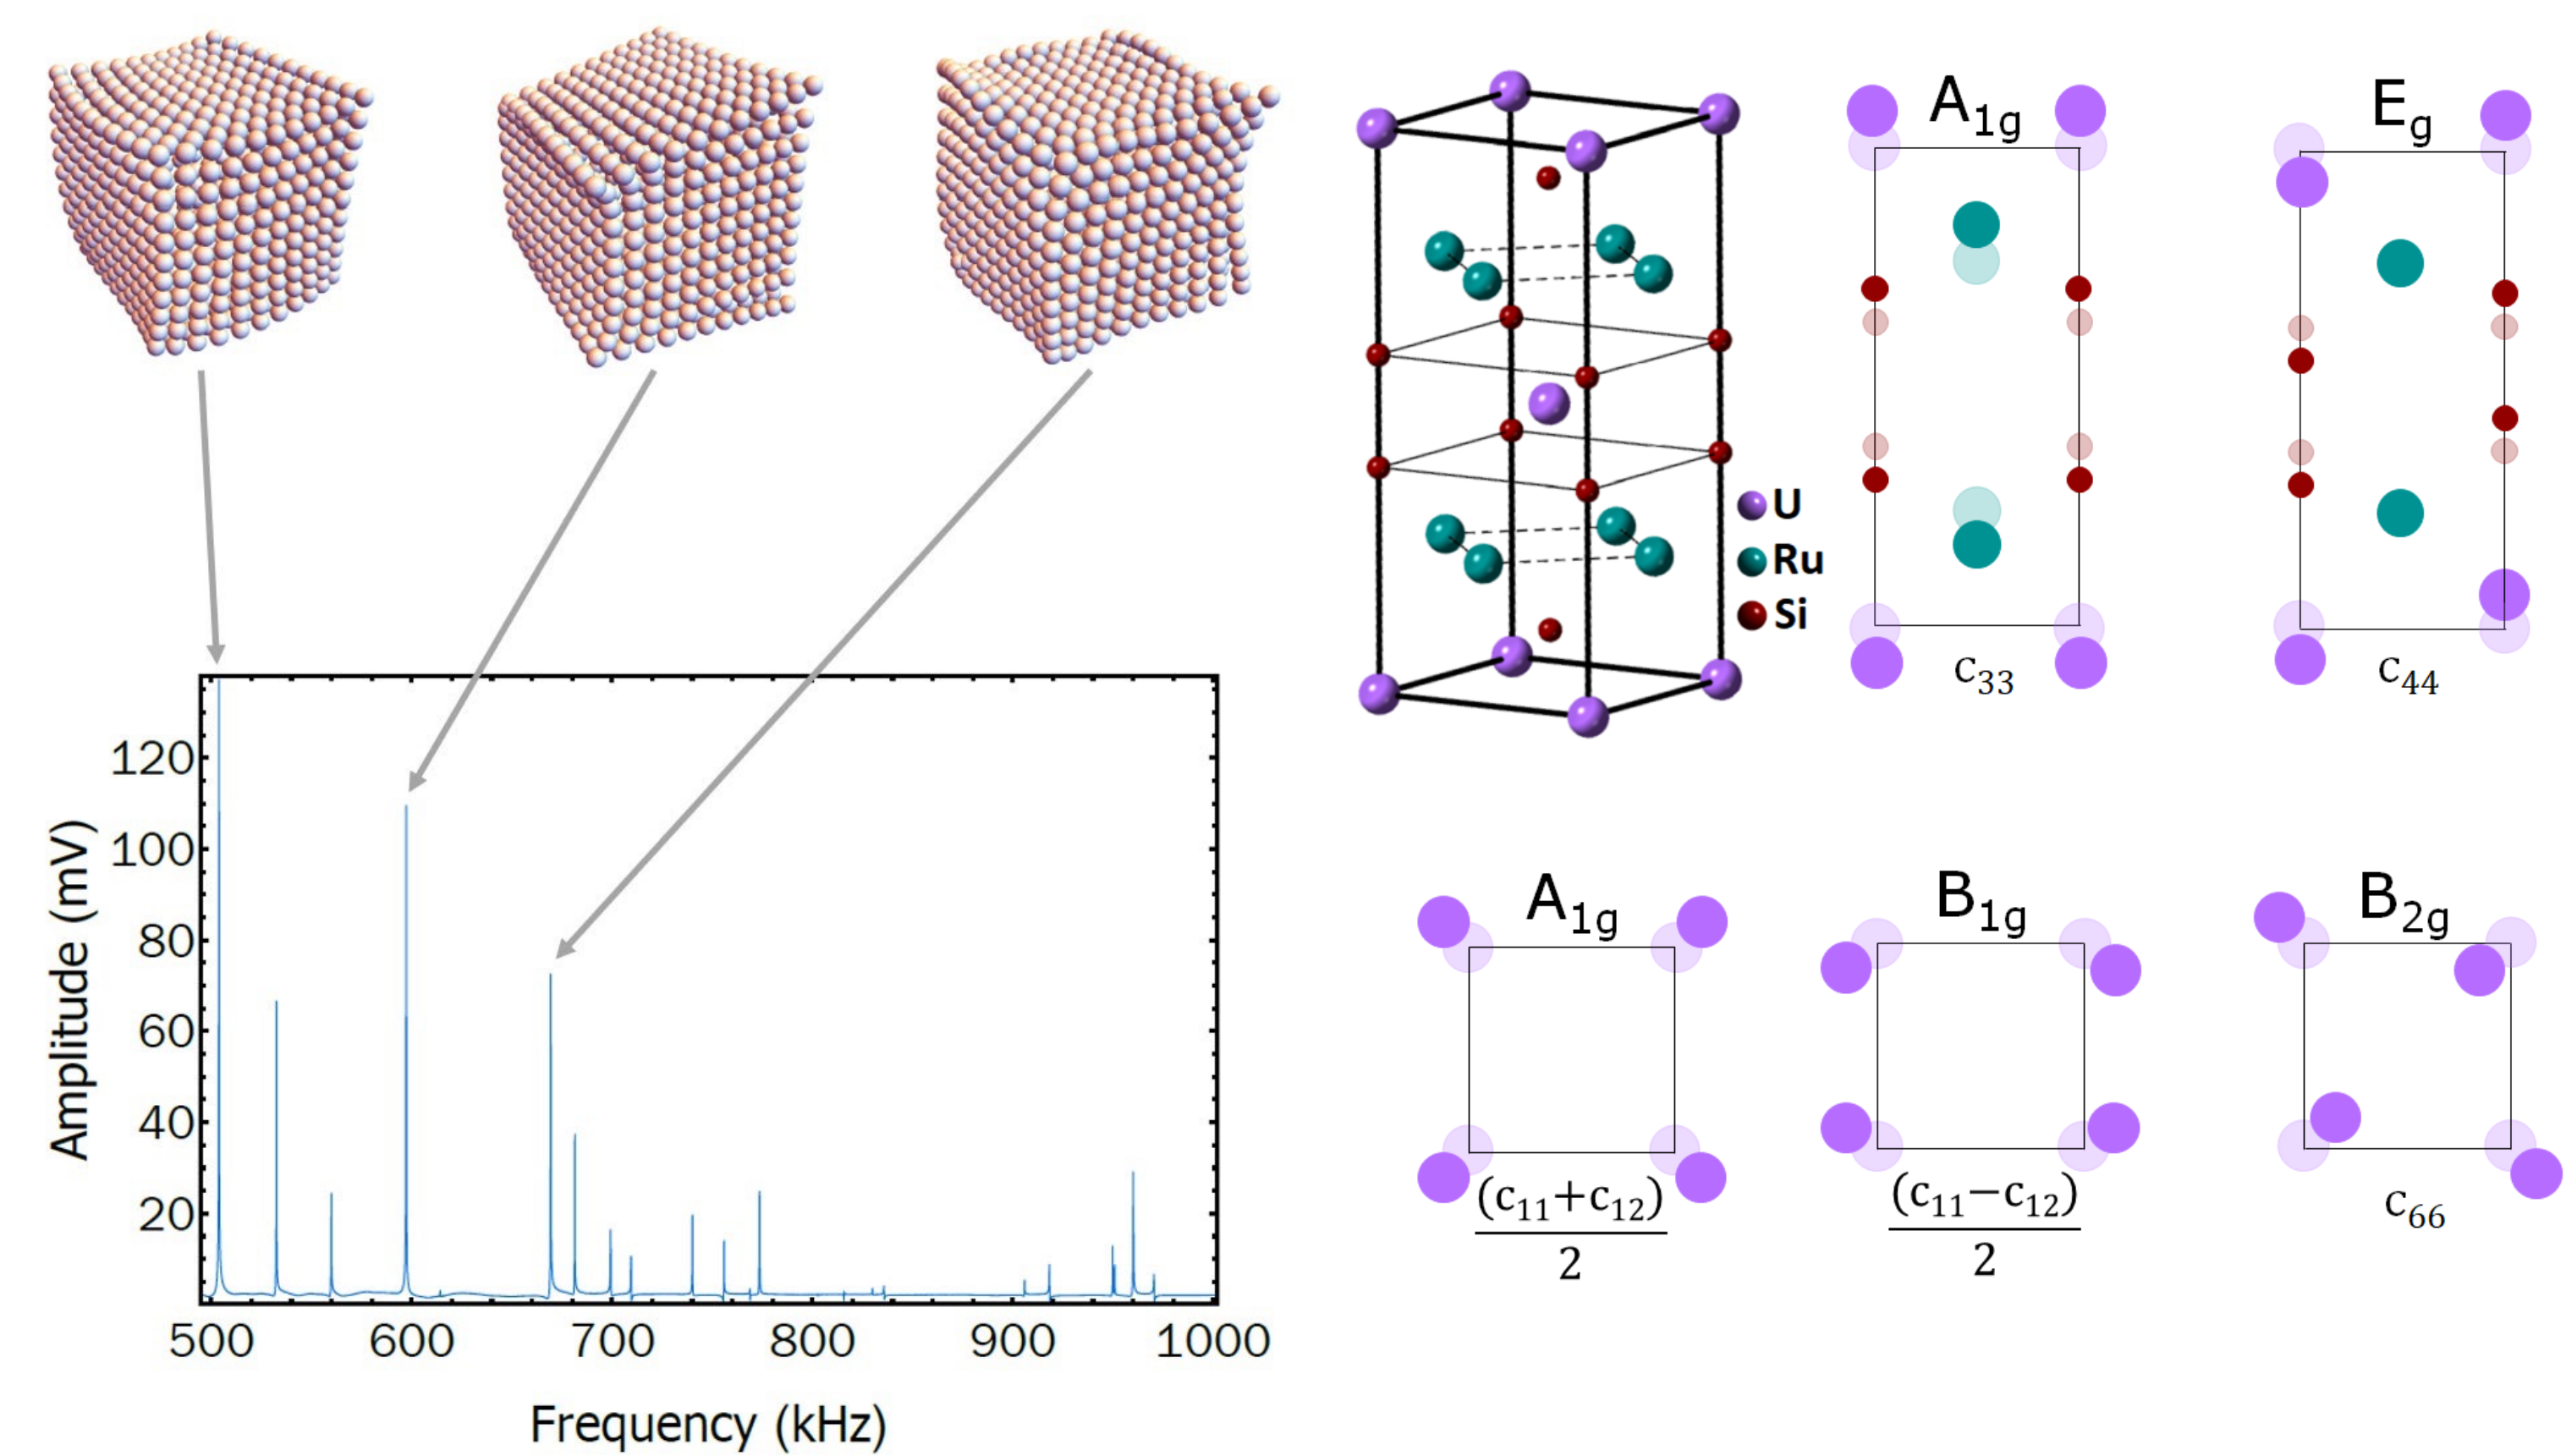 120
100
80
60
40
20
Amplitude (mV)
500 600 700 800 900 1000
Frequency (kHz)
U
Ru
Si
A1g
c33
Eg
c44
A1g
(c11+c12)
2
B1g
(c11−c12)
2
B2g
c66